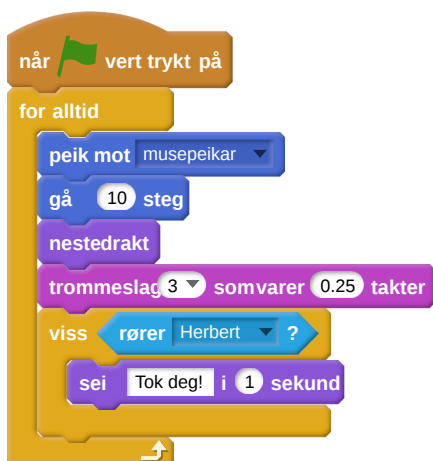 når vert trykt på
for alltid
peik mot musepeikar
gå 10 steg
nestedrakt
trommeslag 3 somvarer 0.25 takter
viss rører Herbert ?
sei Tok deg! i 1 sekund